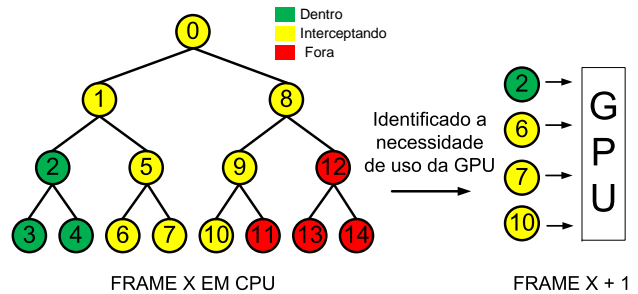 Dentro
Interceptando
Fora
0
1
8
2
5
9
12
3
4
6
7
10
11
13
14
FRAME X EM CPU
Identificado a
necessidade
de uso da GPU
2
6
7
10
G
P
U
FRAME X + 1